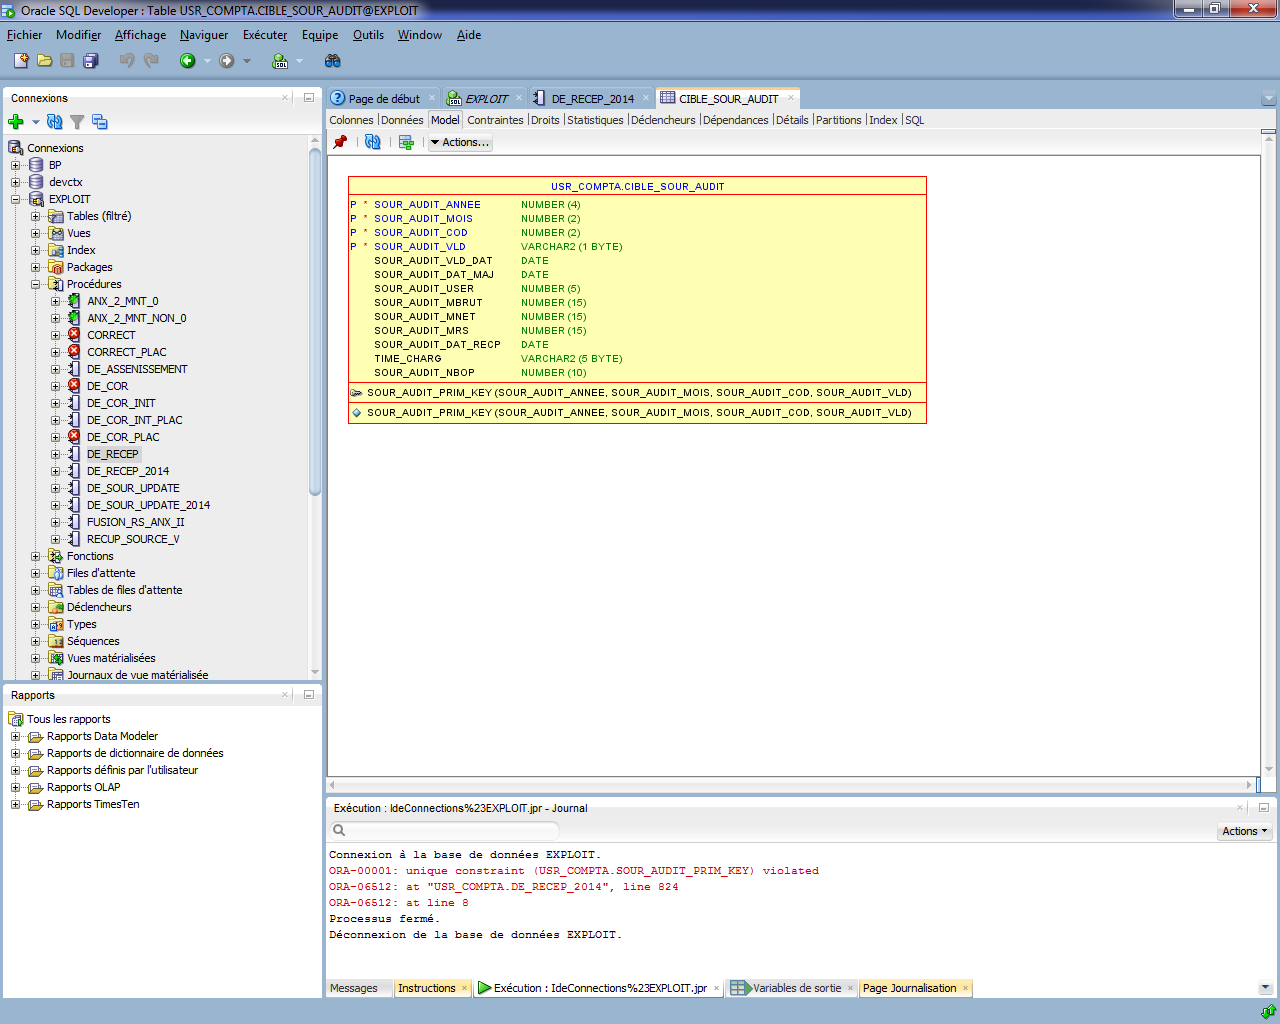 Oracle SQL Developer : Table USR_COMPTA.CIBLE_SOUR_AUDIT@EXPLOIT
Fichier Modifier Affichage Naviguer Exécuter Equipe Outils Window Aide
Connexions
Connexions
BP
devctx
EXPLOIT
Tables (filtré)
Vues
Index
Packages
Procédures
ANX_2_MNT_0
ANX_2_MNT_NON_0
CORRECT
CORRECT_PLAC
DE_ASSENISSEMENT
DE_COR
DE_COR_INIT
DE_COR_INT_PLAC
DE_COR_PLAC
DE_RECEP
DE_RECEP_2014
DE_SOUR_UPDATE
DE_SOUR_UPDATE_2014
FUSION_RS_ANX_II
RECUP_SOURCE_V
Fonctions
Files d'attente
Tables de files d'attente
Déclencheurs
Types
Séquences
Vues matérialisées
Journaux de vue matérialisée
Rapports
Tous les rapports
Rapports Data Modeler
Rapports de dictionnaire de données
Rapports définis par l'utilisateur
Rapports OLAP
Rapports TimesTen
Page de début EXPLOIT DE_RECEP_2014 CIBLE_SOUR_AUDIT
Colonnes Données Model Contraintes Droits Statistiques Déclencheurs Dépendances Détails Partitions Index SQL
Actions...
USR_COMPTA.CIBLE_SOUR_AUDIT
P * SOUR_AUDIT_ANNEE NUMBER (4)
P * SOUR_AUDIT_MOIS NUMBER (2)
P * SOUR_AUDIT_COD NUMBER (2)
P * SOUR_AUDIT_VLD VARCHAR2 (1 BYTE)
SOUR_AUDIT_VLD_DAT DATE
SOUR_AUDIT_DAT_MAJ DATE
SOUR_AUDIT_USER NUMBER (5)
SOUR_AUDIT_MBRUT NUMBER (15)
SOUR_AUDIT_MNET NUMBER (15)
SOUR_AUDIT_MRS NUMBER (15)
SOUR_AUDIT_DAT_RECP DATE
TIME_CHARG VARCHAR2 (5 BYTE)
SOUR_AUDIT_NBOP NUMBER (10)
SOUR_AUDIT_PRIM_KEY (SOUR_AUDIT_ANNEE, SOUR_AUDIT_MOIS, SOUR_AUDIT_COD, SOUR_AUDIT_VLD)
SOUR_AUDIT_PRIM_KEY (SOUR_AUDIT_ANNEE, SOUR_AUDIT_MOIS, SOUR_AUDIT_COD, SOUR_AUDIT_VLD)
Exécution : IdeConnections%23EXPLOIT.jpr - Journal
Actions
Connexion à la base de données EXPLOIT.
ORA-00001: unique constraint (USR_COMPTA.SOUR_AUDIT_PRIM_KEY) violated
ORA-06512: at "USR_COMPTA.DE_RECEP_2014", line 824
ORA-06512: at line 8
Processus fermé.
Déconnexion de la base de données EXPLOIT.
Messages Instructions Exécution : IdeConnections%23EXPLOIT.jpr Variables de sortie Page Journalisation